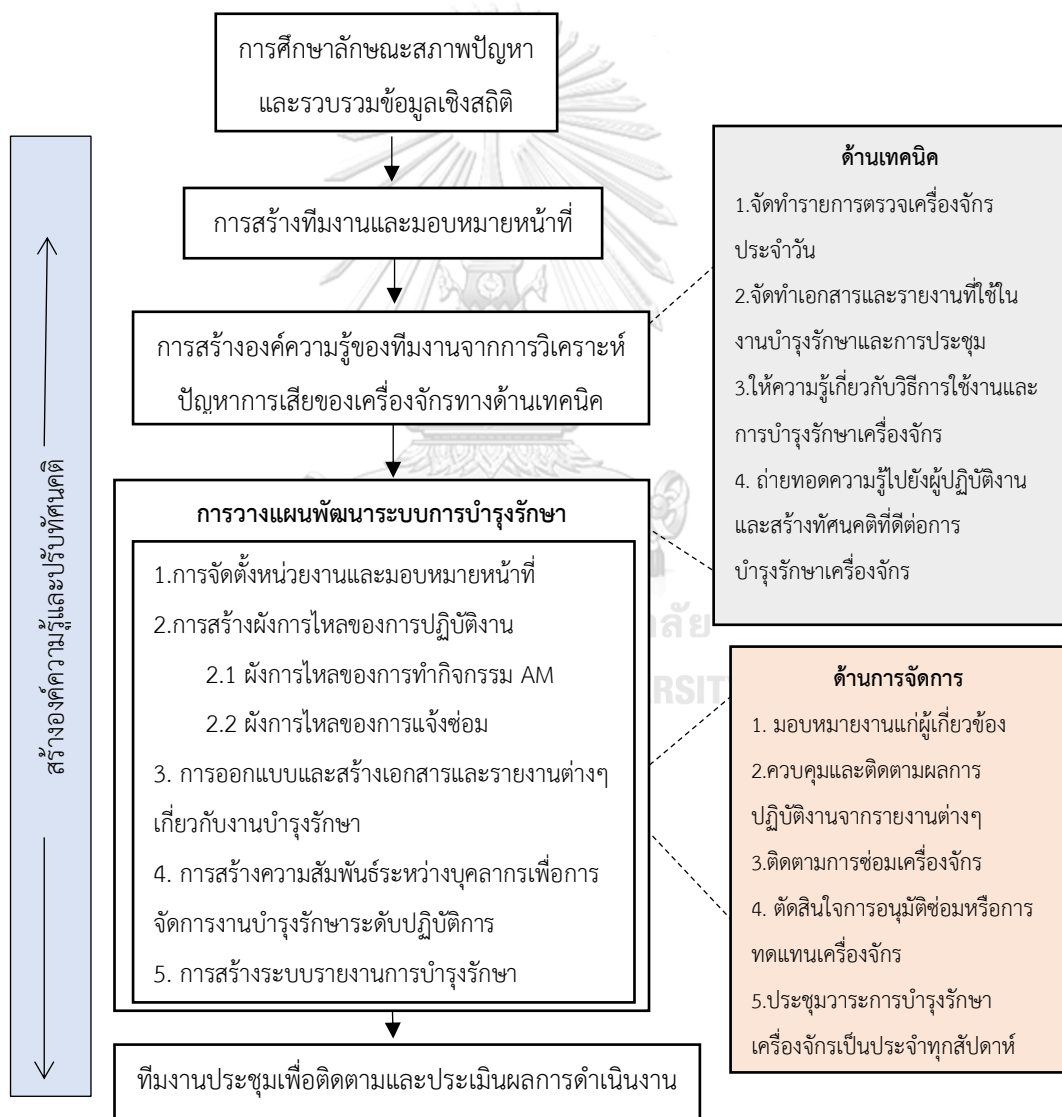 การศึกษาลักษณะสภาพปัญหา
และรวบรวมข้อมูลเชิงสถิติ
การสร้างทีมงานและมอบหมายหน้าที่
การสร้างองค์ความรู้ของทีมงานจากการวิเคราะห์
ปัญหาการเสียของเครื่องจักรทางด้านเทคนิค
การวางแผนพัฒนาระบบการบำรุงรักษา
1.การจัดตั้งหน่วยงานและมอบหมายหน้าที่
2.การสร้างผังการไหลของการปฏิบัติงาน
2.1 ผังการไหลของการทำกิจกรรม AM
2.2 ผังการไหลของการแจ้งซ่อม
3. การออกแบบและสร้างเอกสารและรายงานต่างๆ
เกี่ยวกับงานบำรุงรักษา
4. การสร้างความสัมพันธ์ระหว่างบุคลากรเพื่อการ
จัดการงานบำรุงรักษาระดับปฏิบัติการ
5. การสร้างระบบรายงานการบำรุงรักษา
ทีมงานประชุมเพื่อติดตามและประเมินผลการดำเนินงาน
สร้างองค์ความรู้และปรับทัศนคติ
ด้านเทคนิค
1.จัดทำรายการตรวจเครื่องจักร
ประจำวัน
2.จัดทำเอกสารและรายงานที่ใช้ใน
งานบำรุงรักษาและการประชุม
3.ให้ความรู้เกี่ยวกับวิธีการใช้งานและ
การบำรุงรักษาเครื่องจักร
4. ถ่ายทอดความรู้ไปยังผู้ปฏิบัติงาน
และสร้างทัศนคติที่ดีต่อการ
บำรุงรักษาเครื่องจักร
ด้านการจัดการ
1. มอบหมายงานแก่ผู้เกี่ยวข้อง
2.ควบคุมและติดตามผลการ
ปฏิบัติงานจากรายงานต่างๆ
3.ติดตามการซ่อมเครื่องจักร
4. ตัดสินใจการอนุมัติซ่อมหรือการ
ทดแทนเครื่องจักร
5.ประชุมวาระการบำรุงรักษา
เครื่องจักรเป็นประจำทุกสัปดาห์